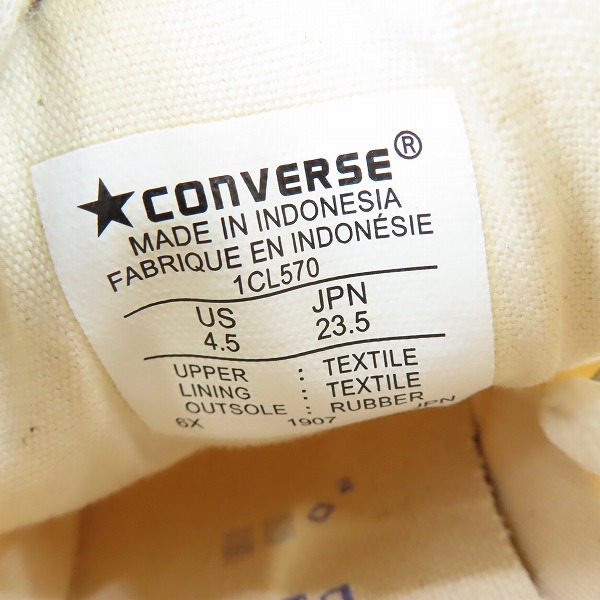 ★CONVERSE®
MADE IN INDONESIA
FABRIQUE EN INDONÉSIE
1CL570
US JPN
4.5 23.5
UPPER : TEXTILE
LINING : TEXTILE
OUTSOLE : RUBBER
6X 1907 JPN